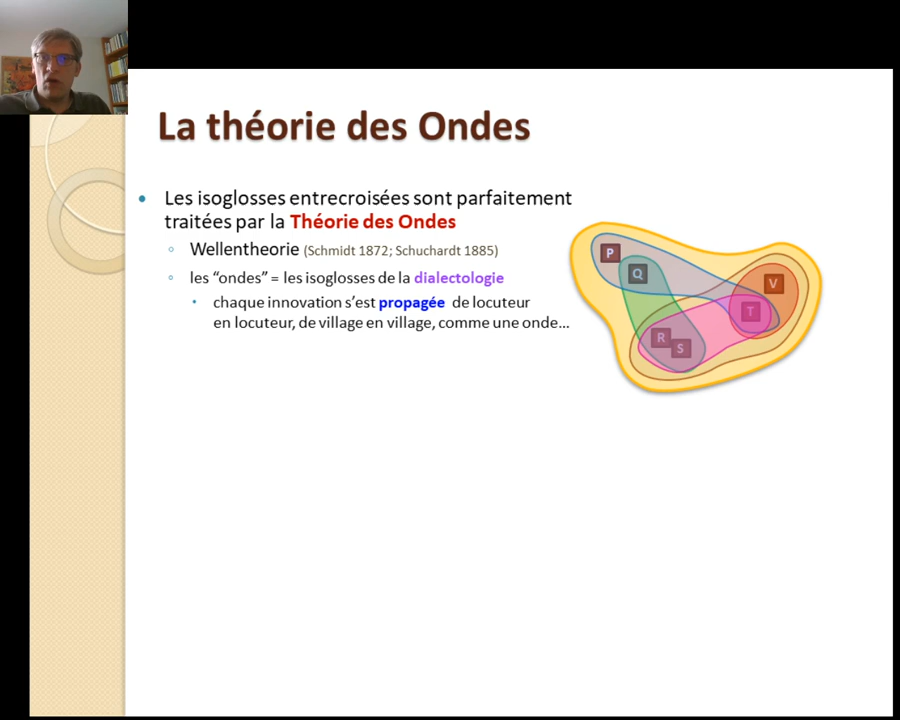 La théorie des Ondes
• Les isoglosses entrecroisées sont parfaitement
traitées par la Théorie des Ondes
◦ Wellentheorie (Schmidt 1872; Schuchardt 1885)
◦ les “ondes” = les isoglosses de la dialectologie
• chaque innovation s’est propagée de locuteur
en locuteur, de village en village, comme une onde…
P
Q
V
T
R
S